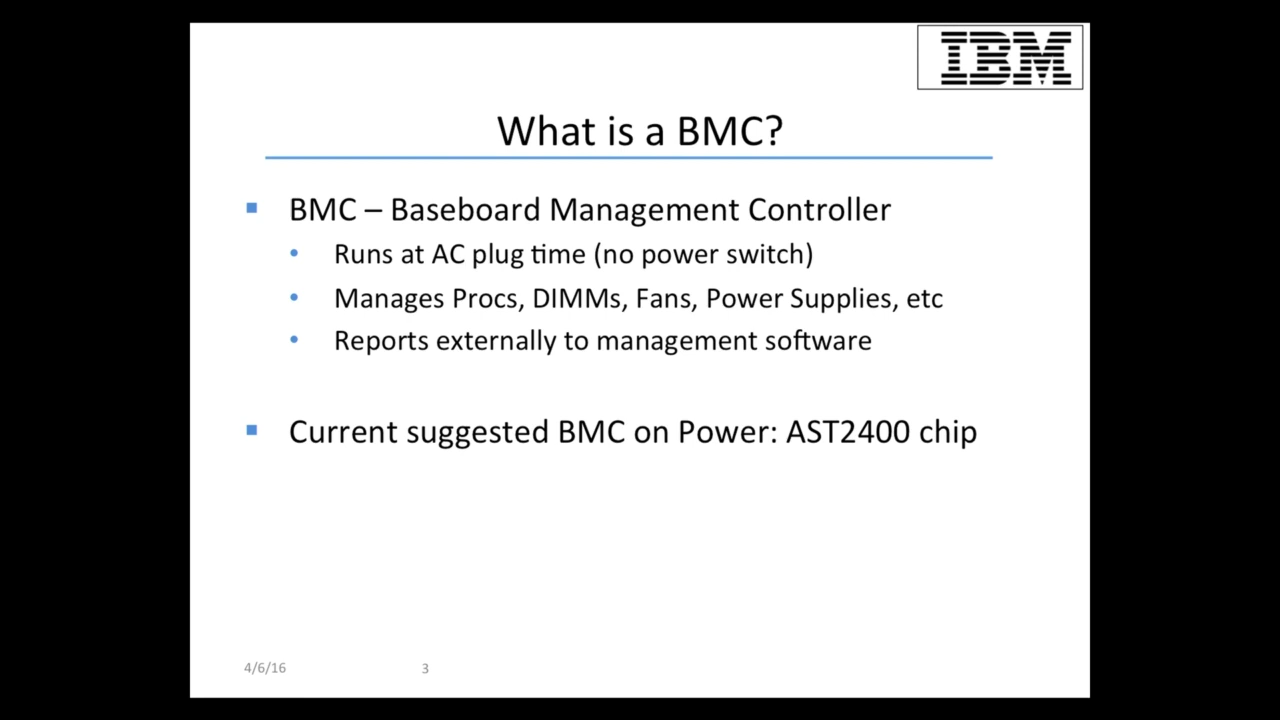 IBM
What is a BMC?
BMC – Baseboard Management Controller
Runs at AC plug time (no power switch)
Manages Procs, DIMMs, Fans, Power Supplies, etc
Reports externally to management software
Current suggested BMC on Power: AST2400 chip
4/6/16 3